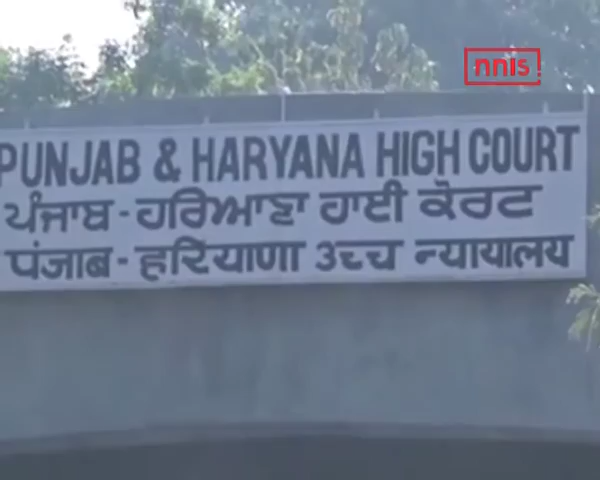 nnis
PUNJAB & HARYANA HIGH COURT
ਪੰਜਾਬ - ਹਰਿਆਣਾ ਹਾਈ ਕੋਰਟ
पंजाब - हरियाणा उच्च न्यायालय